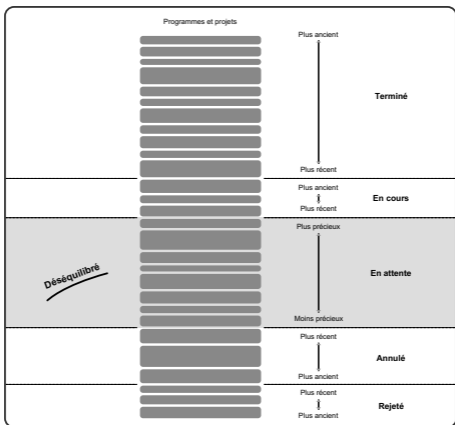 Programmes et projets
Plus ancien
Terminé
Plus récent
Plus ancien
En cours
Plus récent
Plus précieux
Déséquilibré
En attente
Moins précieux
Plus récent
Annulé
Plus ancien
Plus récent
Rejeté
Plus ancien